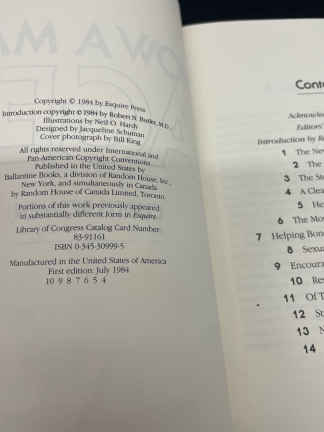 Copyright © 1984 by Esquire Press
Introduction copyright © 1984 by Robert N. Butler, M.D.
Illustrations by Neil O. Hardy
Designed by Jacqueline Schuman
Cover photograph by Bill King
All rights reserved under International and
Pan-American Copyright Conventions.
Published in the United States by
Ballantine Books, a division of Random House, Inc.,
New York, and simultaneously in Canada
by Random House of Canada Limited, Toronto.
Portions of this work previously appeared
in substantially different form in Esquire.
Library of Congress Catalog Card Number:
83-91161
ISBN 0-345-30999-5
Manufactured in the United States of America
First edition: July 1984
10 9 8 7 6 5 4
Conte
Acknowle
Editors'
Introduction by R
1 The Ne
2 The
3 The St
4 A Clea
5 He
6 The Mo
7 Helping Bon
8 Sexu
9 Encoura
10 Re
11 Of T
12 St
13 N
14